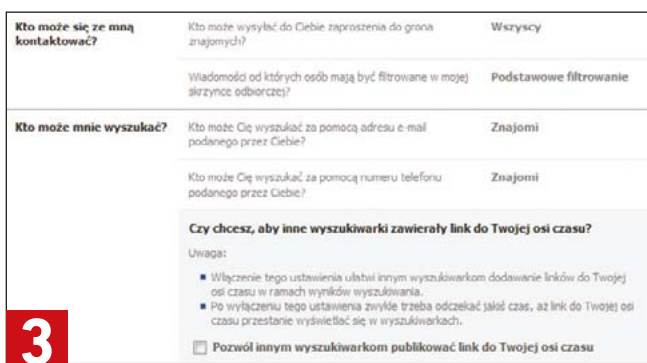 Kto może się ze mną kontaktować?
Kto może wysyłać do Ciebie zaproszenia do grona znajomych?
Wszyscy
Wiadomości od których osób mają być filtrowane w mojej skrzynce odbiorczej?
Podstawowe filtrowanie
Kto może mnie wyszukać?
Kto może Cię wyszukać za pomocą adresu e-mail podanego przez Ciebie?
Znajomi
Kto może Cię wyszukać za pomocą numeru telefonu podanego przez Ciebie?
Znajomi
Czy chcesz, aby inne wyszukiwarki zawierały link do Twojej osi czasu?
Uwaga:
Włączenie tego ustawienia ułatwi innym wyszukiwarkom dodawanie linków do Twojej
osi czasu w ramach wyników wyszukiwania.
Po wyłączeniu tego ustawienia zwykle trzeba odczekać jakiś czas, aż link do Twojej osi
czasu przestanie wyświetlać się w wyszukiwarkach.
Pozwól innym wyszukiwarkom publikować link do Twojej osi czasu
3